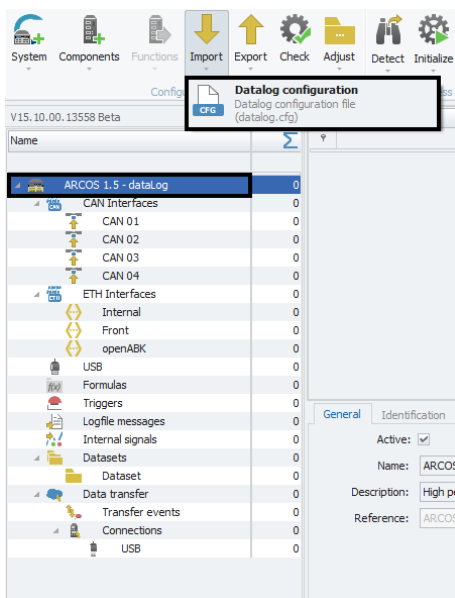 System Components Functions Import Export Check Adjust Detect Initialize
Datalog configuration
Datalog configuration file
(datalog.cfg)
CFG
V15.10.00.13558 Beta
Name Σ
ARCOS 1.5 - dataLog 0
CAN Interfaces 0
CAN 01 0
CAN 02 0
CAN 03 0
CAN 04 0
ETH Interfaces 0
Internal 0
Front 0
openABK 0
USB 0
f(x) Formulas 0
Triggers 0
Logfile messages 0
Internal signals 0
Datasets 0
Dataset 0
Data transfer 0
Transfer events 0
Connections 0
USB 0
General Identification
Active:
Name: ARCOS
Description: High pe
Reference: ARCOS